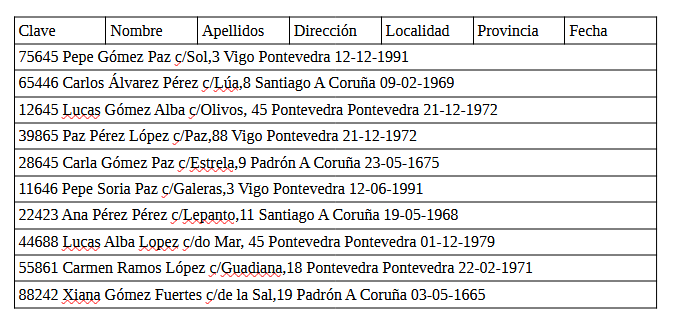 Clave Nombre Apellidos Dirección Localidad Provincia Fecha
75645 Pepe Gómez Paz c/Sol,3 Vigo Pontevedra 12-12-1991
65446 Carlos Álvarez Pérez c/Lúa,8 Santiago A Coruña 09-02-1969
12645 Lucas Gómez Alba c/Olivos, 45 Pontevedra Pontevedra 21-12-1972
39865 Paz Pérez López c/Paz,88 Vigo Pontevedra 21-12-1972
28645 Carla Gómez Paz c/Estrela,9 Padrón A Coruña 23-05-1675
11646 Pepe Soria Paz c/Galeras,3 Vigo Pontevedra 12-06-1991
22423 Ana Pérez Pérez c/Lepanto,11 Santiago A Coruña 19-05-1968
44688 Lucas Alba Lopez c/do Mar, 45 Pontevedra Pontevedra 01-12-1979
55861 Carmen Ramos López c/Guadiana,18 Pontevedra Pontevedra 22-02-1971
88242 Xiana Gómez Fuertes c/de la Sal,19 Padrón A Coruña 03-05-1665